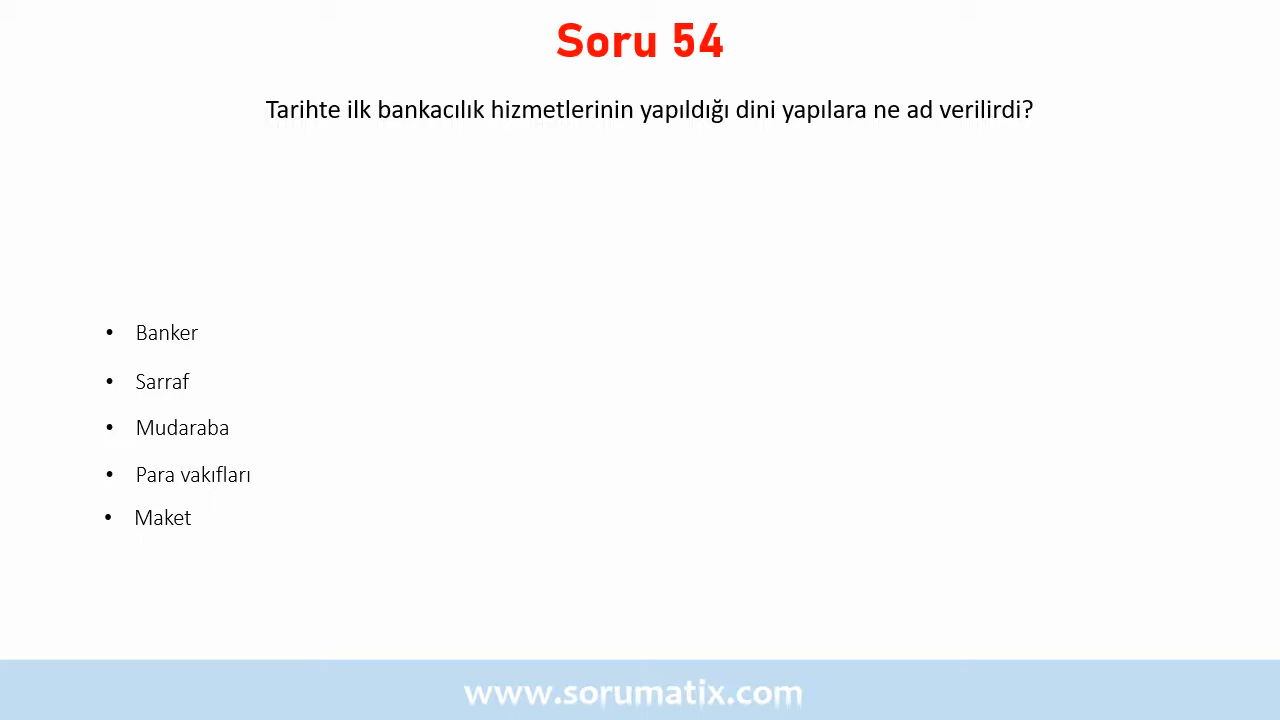 Soru 54
Tarihte ilk bankacılık hizmetlerinin yapıldığı dini yapılara ne ad verilirdi?
• Banker
• Sarraf
• Mudaraba
• Para vakıfları
• Maket
www.sorumatix.com